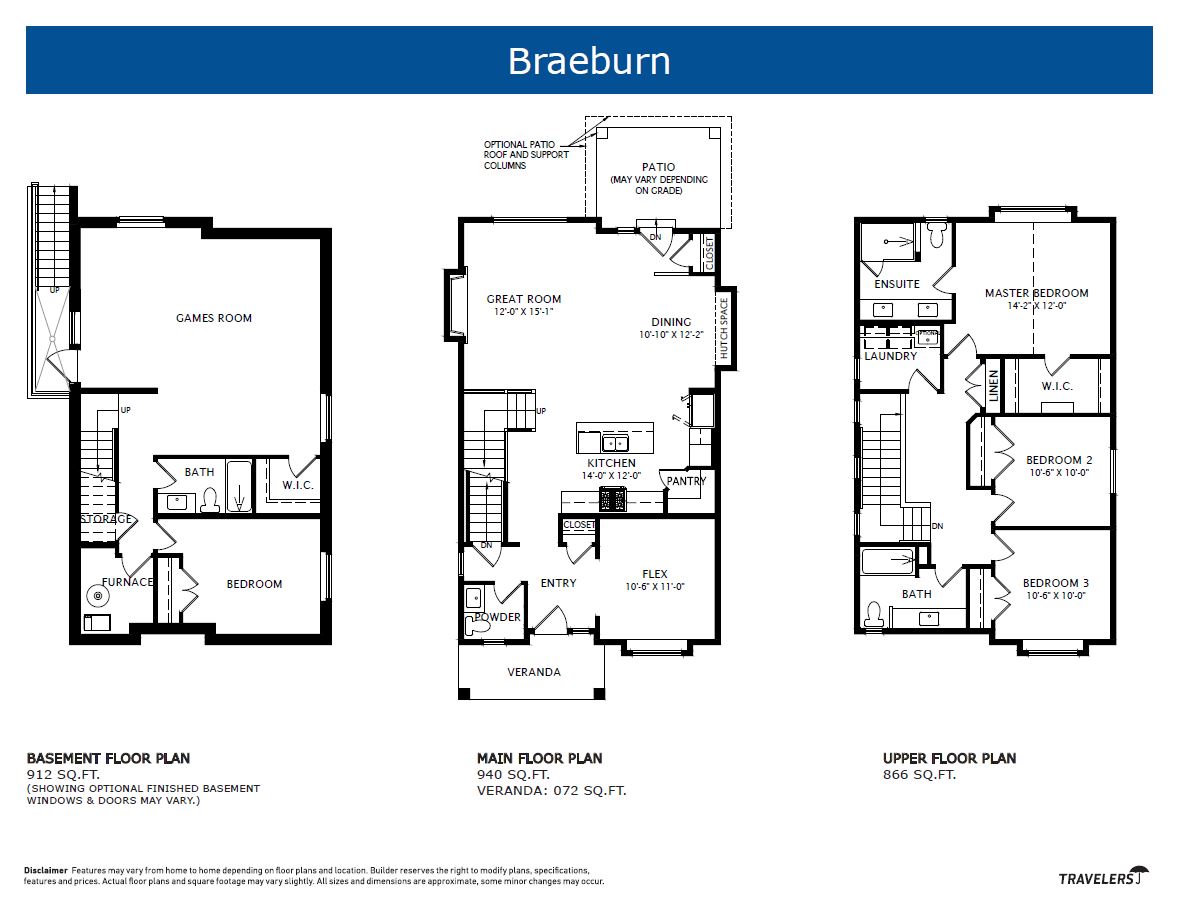 Braeburn
UP
GAMES ROOM
UP
BATH
W.I.C.
STORAGE
FURNACE
BEDROOM
OPTIONAL PATIO
ROOF AND SUPPORT
COLUMNS
PATIO
(MAY VARY DEPENDING
ON GRADE)
DN
CLOSET
GREAT ROOM
12'-0" X 15'-1"
DINING
10'-10" X 12'-2"
HUTCH SPACE
UP
KITCHEN
14'-0" X 12'-0"
PANTRY
CLOSET
DN
ENTRY
FLEX
10'-6" X 11'-0"
POWDER
VERANDA
ENSUITE
MASTER BEDROOM
14'-2" X 12'-0"
OPTIONAL
LAUNDRY
LINEN
W.I.C.
BEDROOM 2
10'-6" X 10'-0"
DN
BATH
BEDROOM 3
10'-6" X 10'-0"
BASEMENT FLOOR PLAN
912 SQ.FT.
(SHOWING OPTIONAL FINISHED BASEMENT
WINDOWS & DOORS MAY VARY.)
MAIN FLOOR PLAN
940 SQ.FT.
VERANDA: 072 SQ.FT.
UPPER FLOOR PLAN
866 SQ.FT.
Disclaimer Features may vary from home to home depending on floor plans and location. Builder reserves the right to modify plans, specifications,
features and prices. Actual floor plans and square footage may vary slightly. All sizes and dimensions are approximate, some minor changes may occur.
TRAVELERS